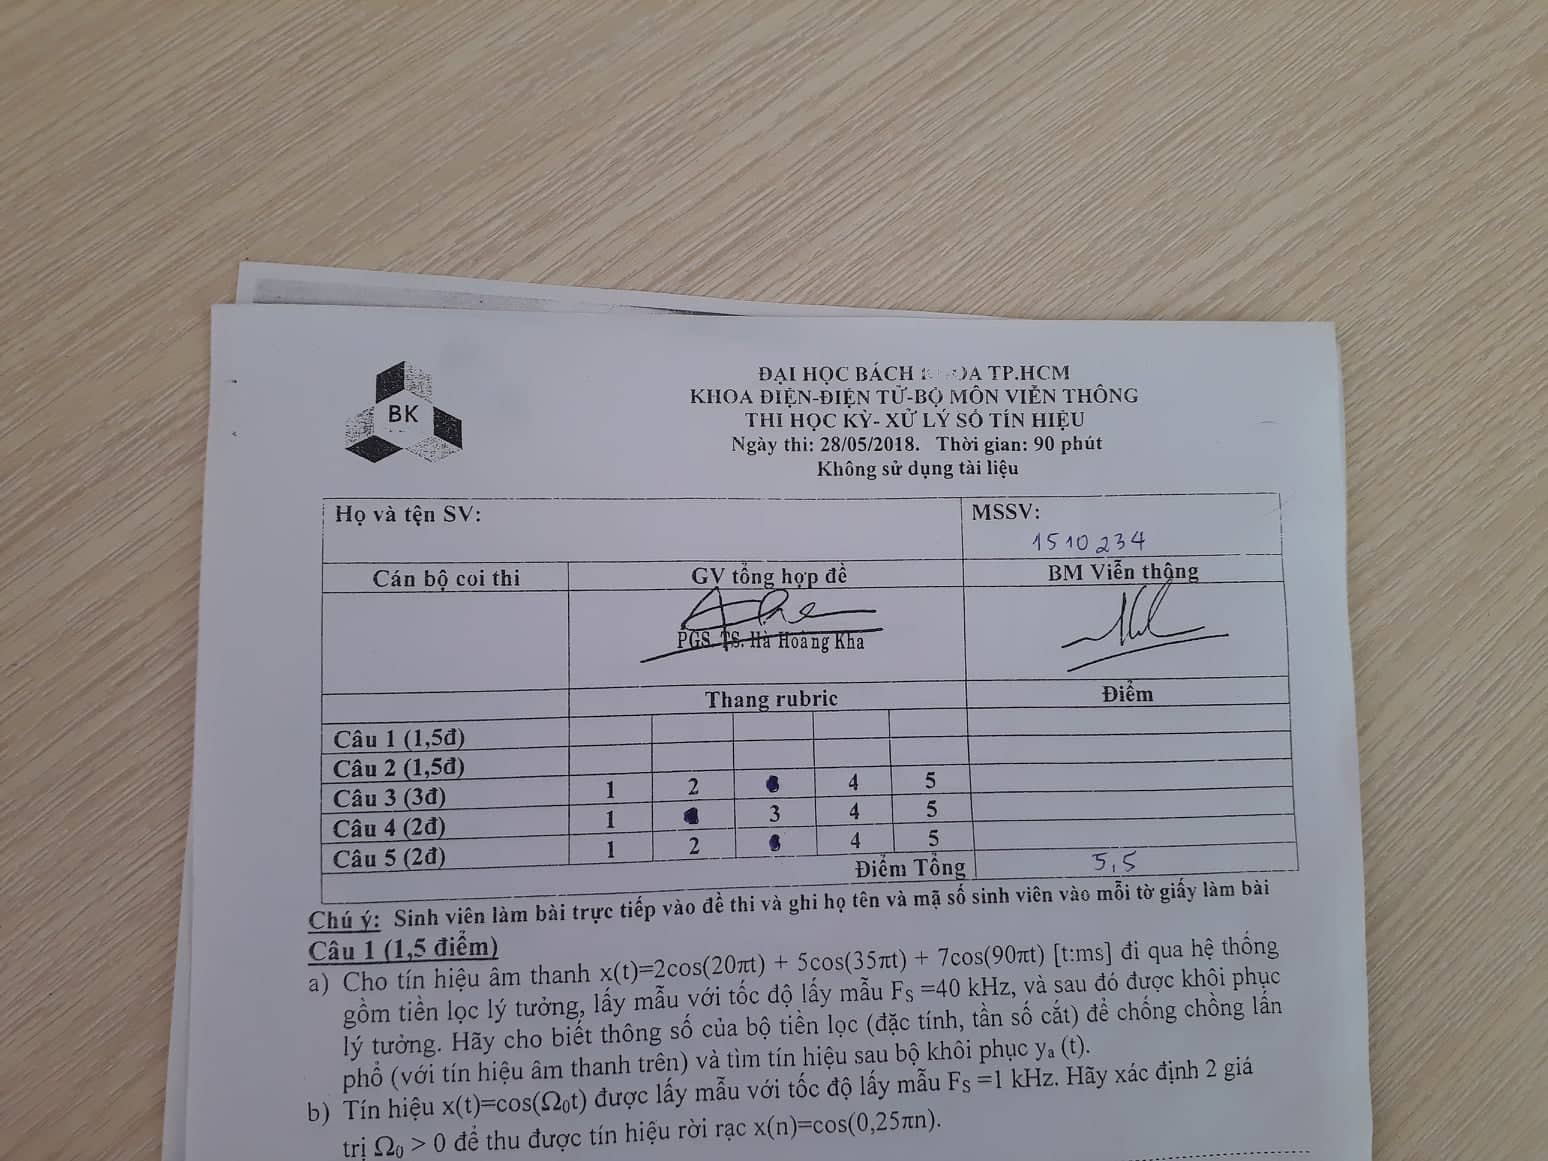 BK
ĐẠI HỌC BÁCH KHOA TP.HCM
KHOA ĐIỆN-ĐIỆN TỬ-BỘ MÔN VIỄN THÔNG
THI HỌC KỲ- XỬ LÝ SỐ TÍN HIỆU
Ngày thi: 28/05/2018. Thời gian: 90 phút
Không sử dụng tài liệu
Họ và tên SV: MSSV:
1510234
Cán bộ coi thi GV tổng hợp đề BM Viễn thông
PGS. TS. Hà Hoàng Kha
Thang rubric Điểm
Câu 1 (1,5đ)
Câu 2 (1,5đ)
Câu 3 (3đ) 1 2 4 5
Câu 4 (2đ) 1 3 4 5
Câu 5 (2đ) 1 2 4 5
Điểm Tổng 5,5
Chú ý: Sinh viên làm bài trực tiếp vào đề thi và ghi họ tên và mã số sinh viên vào mỗi tờ giấy làm bài
Câu 1 (1,5 điểm)
a) Cho tín hiệu âm thanh x(t)=2cos(20πt) + 5cos(35πt) + 7cos(90πt) [t:ms] đi qua hệ thống
gồm tiền lọc lý tưởng, lấy mẫu với tốc độ lấy mẫu Fs =40 kHz, và sau đó được khôi phục
lý tưởng. Hãy cho biết thông số của bộ tiền lọc (đặc tính, tần số cắt) để chống chồng lấn
phổ (với tín hiệu âm thanh trên) và tìm tín hiệu sau bộ khôi phục yₐ (t).
b) Tín hiệu x(t)=cos(Ω₀t) được lấy mẫu với tốc độ lấy mẫu Fs =1 kHz. Hãy xác định 2 giá
trị Ω₀ > 0 để thu được tín hiệu rời rạc x(n)=cos(0,25πn).